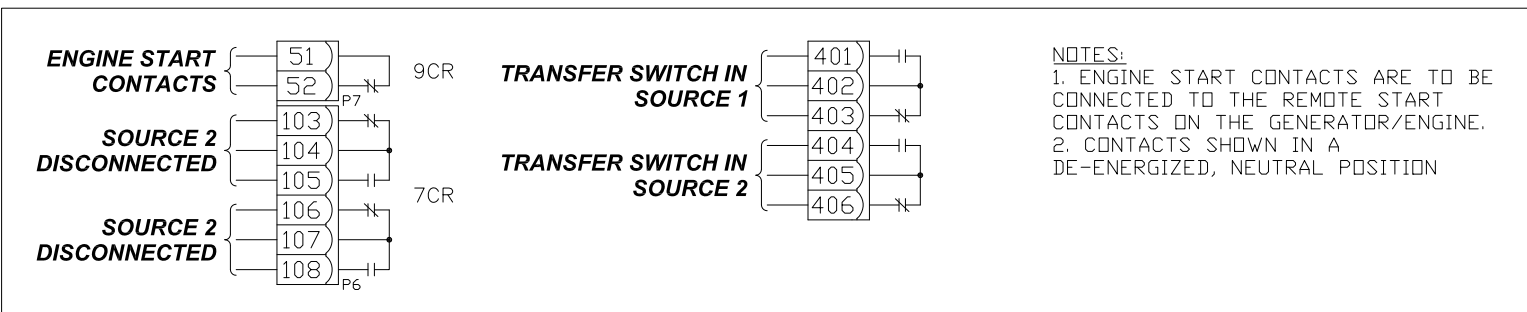 ENGINE START
CONTACTS
51
52
9CR
P7
SOURCE 2
DISCONNECTED
103
104
105
7CR
SOURCE 2
DISCONNECTED
106
107
108
P6
TRANSFER SWITCH IN
SOURCE 1
401
402
403
TRANSFER SWITCH IN
SOURCE 2
404
405
406
NOTES:
1. ENGINE START CONTACTS ARE TO BE
CONNECTED TO THE REMOTE START
CONTACTS ON THE GENERATOR/ENGINE.
2. CONTACTS SHOWN IN A
DE-ENERGIZED, NEUTRAL POSITION